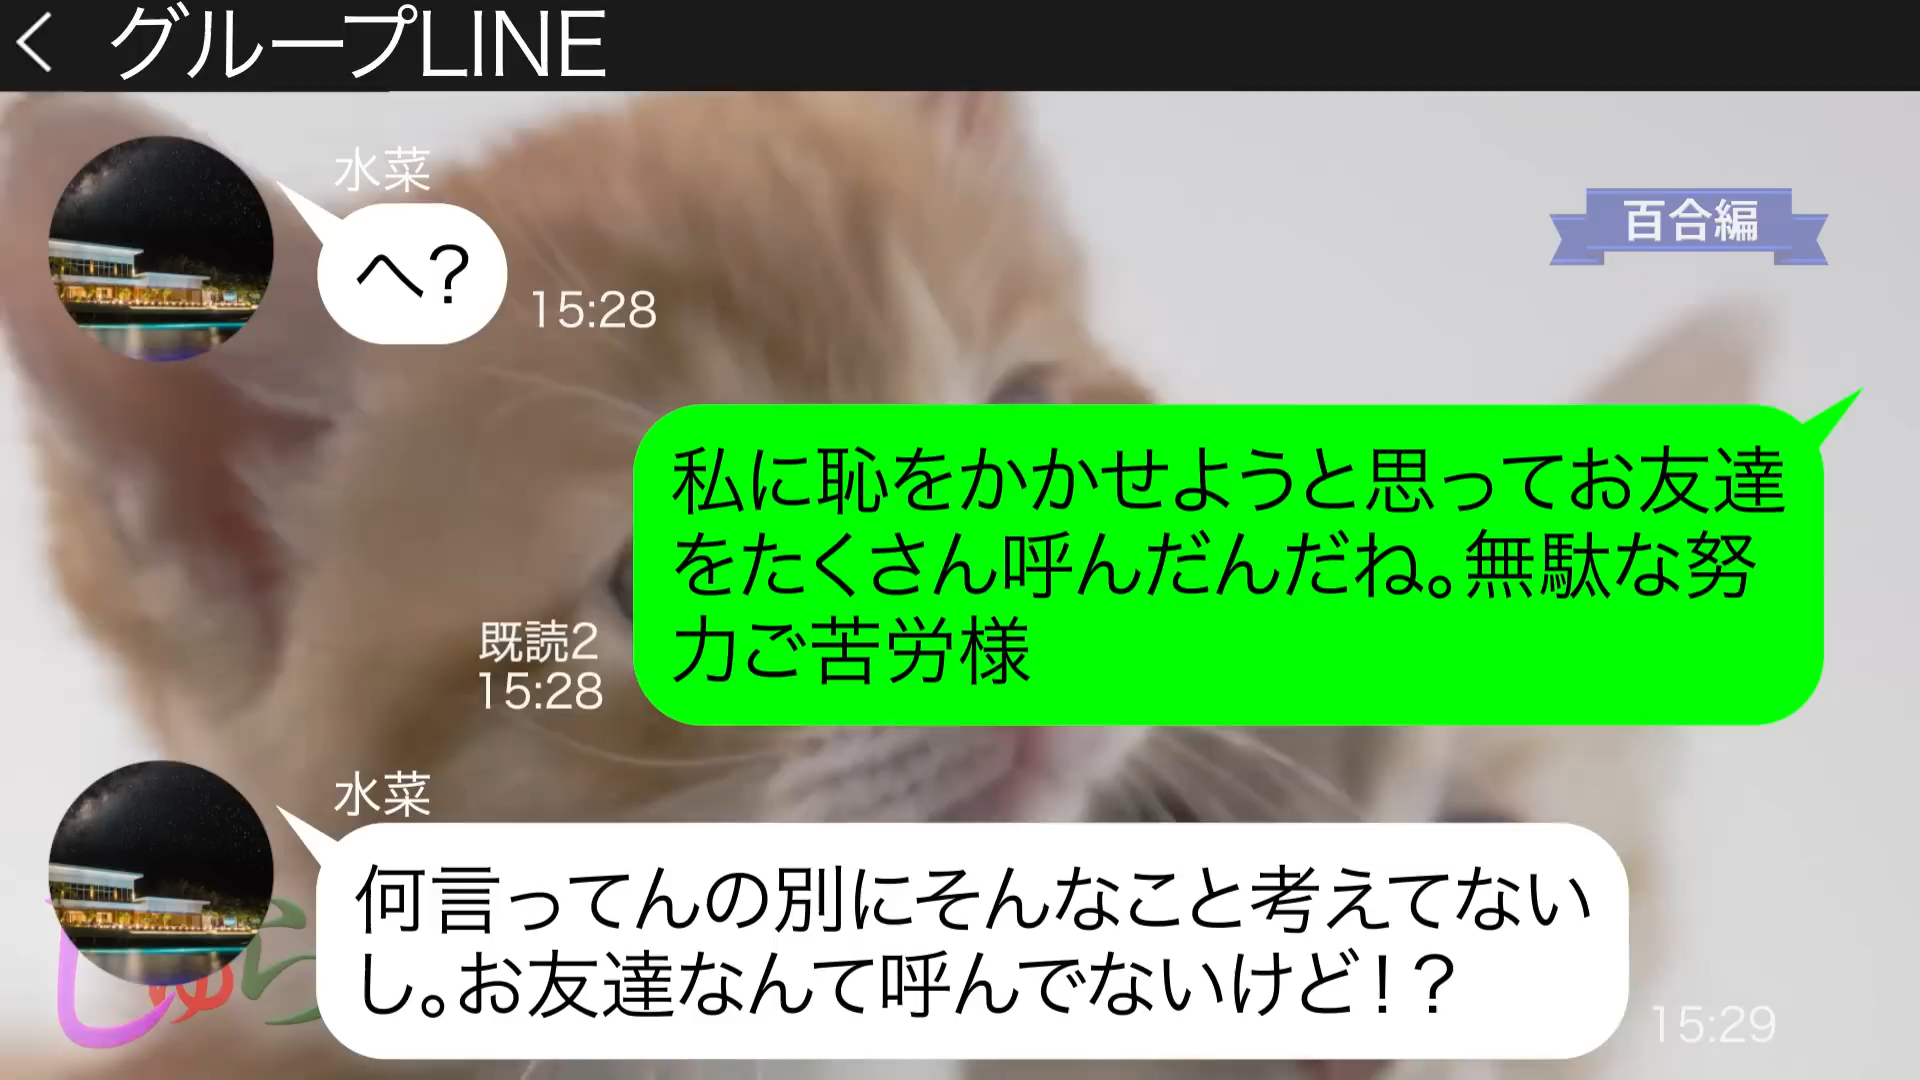 グループLINE
水菜
へ?
15:28
百合編
私に恥をかかせようと思ってお友達
をたくさん呼んだんだね。無駄な努
力ご苦労様
既読2
15:28
水菜
何言ってんの別にそんなこと考えてない
し。お友達なんて呼んでないけど!?
15:29